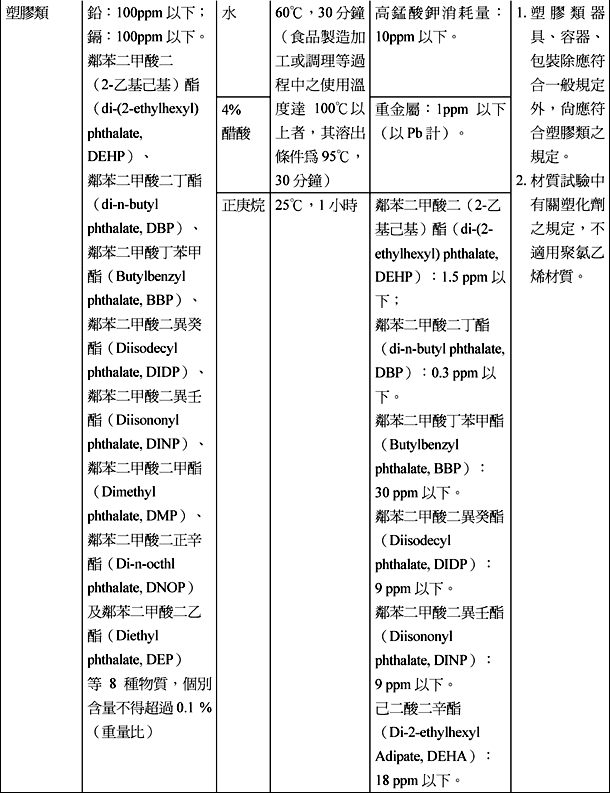 塑膠類
鉛：100ppm 以下；
鎘：100ppm 以下。
鄰苯二甲酸二
（2-乙基己基）酯
（di-(2-ethylhexyl)
phthalate,
DEHP）、
鄰苯二甲酸二丁酯
（di-n-butyl
phthalate, DBP）、
鄰苯二甲酸丁苯甲
酯（Butylbenzyl
phthalate, BBP）、
鄰苯二甲酸二異癸
酯（Diisodecyl
phthalate, DIDP）、
鄰苯二甲酸二異壬
酯（Diisononyl
phthalate, DINP）、
鄰苯二甲酸二甲酯
（Dimethyl
phthalate, DMP）、
鄰苯二甲酸二正辛
酯（Di-n-octhl
phthalate, DNOP）
及鄰苯二甲酸二乙
酯（Diethyl
phthalate, DEP）
等 8 種物質，個別
含量不得超過0.1 %
（重量比）
水
4%
醋酸
正庚烷
60℃，30 分鐘
（食品製造加
工或調理等過
程中之使用溫
度達 100℃以
上者，其溶出
條件為 95℃，
30 分鐘）
25℃，1 小時
高錳酸鉀消耗量：
10ppm 以下。
重金屬：1ppm 以下
（以 Pb 計）。
鄰苯二甲酸二（2-乙
基己基）酯（di-(2-
ethylhexyl) phthalate,
DEHP）：1.5 ppm 以
下；
鄰苯二甲酸二丁酯
（di-n-butyl phthalate,
DBP）：0.3 ppm 以
下。
鄰苯二甲酸丁苯甲酯
（Butylbenzyl
phthalate, BBP）：
30 ppm 以下。
鄰苯二甲酸二異癸酯
（Diisodecyl
phthalate, DIDP）：
9 ppm 以下。
鄰苯二甲酸二異壬酯
（Diisononyl
phthalate, DINP）：
9 ppm 以下。
己二酸二辛酯
（Di-2-ethylhexyl
Adipate, DEHA）：
18 ppm 以下。
1. 塑膠類器
具、容器、
包裝除應符
合一般規定
外，尚應符
合塑膠類之
規定。
2. 材質試驗中
有關塑化劑
之規定，不
適用聚氯乙
烯材質。